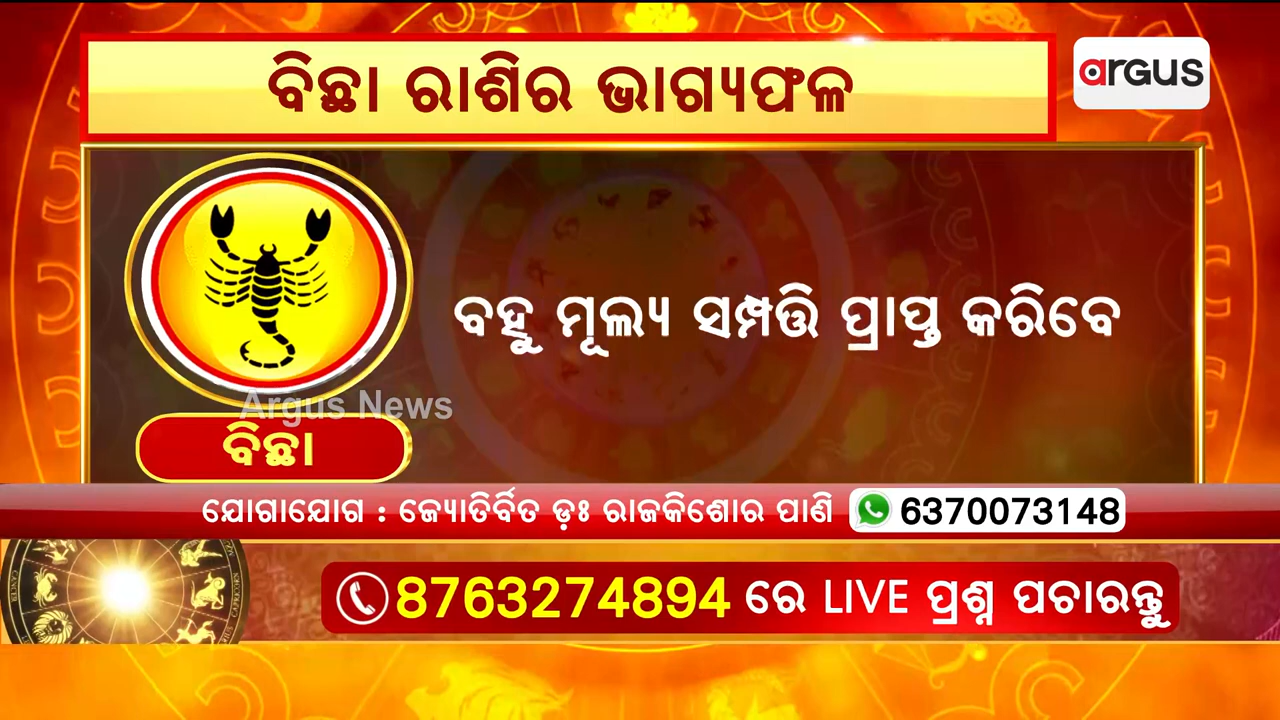 ବିଛା ରାଶିର ଭାଗ୍ୟଫଳ
argus
ବହୁ ମୂଲ୍ୟ ସମ୍ପତ୍ତି ପ୍ରାପ୍ତ କରିବେ
Argus News
ବିଛା
ଯୋଗାଯୋଗ : ଜ୍ୟୋତିର୍ବିତ ଡ଼ଃ ରାଜକିଶୋର ପାଣି 6370073148
8763274894 ରେ LIVE ପ୍ରଶ୍ନ ପଚାରନ୍ତୁ